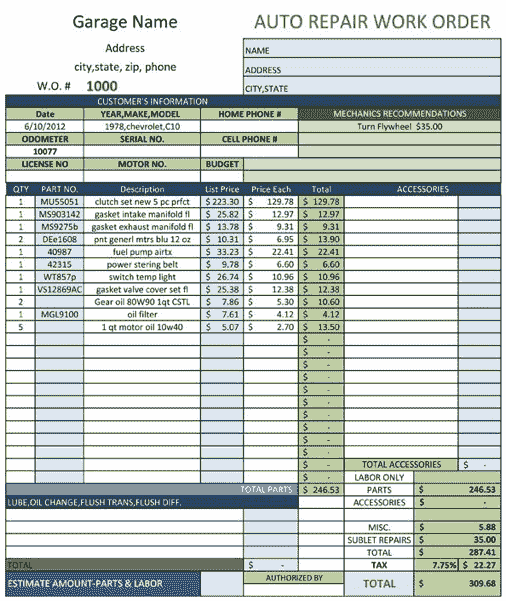 Garage Name
AUTO REPAIR WORK ORDER
Address
city,state, zip, phone
W.O. # 1000
NAME
ADDRESS
CITY,STATE
CUSTOMER'S INFORMATION
Date YEAR,MAKE,MODEL HOME PHONE # MECHANICS RECOMMENDATIONS
6/10/2012 1978,chevrolet,C10 Turn Flywheel $35.00
ODOMETER SERIAL NO. CELL PHONE #
10077
LICENSE NO MOTOR NO. BUDGET
QTY PART NO. Description List Price Price Each Total ACCESSORIES
1 MU55051 clutch set new 5 pc prfct $ 223.30 $ 129.78 $ 129.78
1 MS903142 gasket intake manifold fl $ 25.82 $ 12.97 $ 12.97
1 MS9275b gasket exhaust manifold fl $ 13.78 $ 9.31 $ 9.31
2 DEe1608 pnt generl mtrs blu 12 oz $ 10.31 $ 6.95 $ 13.90
1 40987 fuel pump airtx $ 33.23 $ 22.41 $ 22.41
1 42315 power stering belt $ 9.78 $ 6.60 $ 6.60
1 WT857p switch temp light $ 26.74 $ 10.96 $ 10.96
1 VS12869AC gasket valve cover set fl $ 25.38 $ 12.38 $ 12.38
2 Gear oil 80W90 1qt CSTL $ 7.86 $ 5.30 $ 10.60
1 MGL9100 oil filter $ 7.61 $ 4.12 $ 4.12
5 1 qt motor oil 10w40 $ 5.07 $ 2.70 $ 13.50
$ -
$ -
$ -
$ -
$ -
$ -
$ -
$ -
$ -
$ -
TOTAL ACCESSORIES $ -
$ -
LABOR ONLY
TOTAL PARTS $ 246.53 PARTS $ 246.53
LUBE,OIL CHANGE,FLUSH TRANS,FLUSH DIFF. ACCESSORIES $ -
MISC. $ 5.88
SUBLET REPAIRS $ 35.00
TOTAL $ 287.41
TOTAL $ - TAX 7.75% $ 22.27
ESTIMATE AMOUNT-PARTS & LABOR AUTHORIZED BY TOTAL $ 309.68